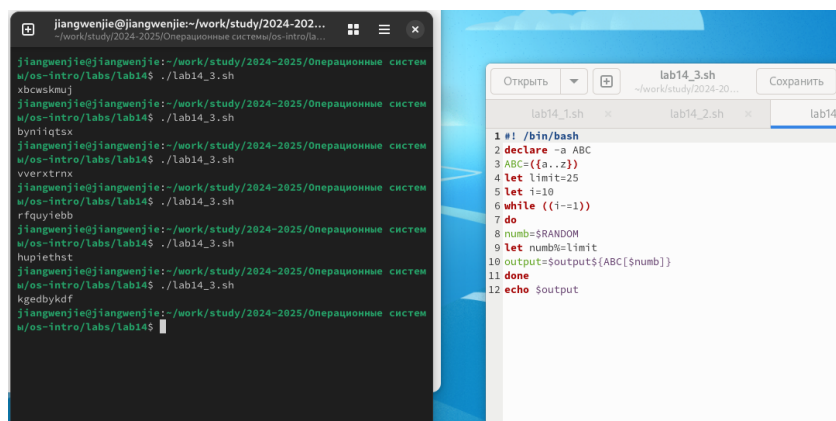 jiangwenjie@jiangwenjie:~/work/study/2024-202...
~/work/study/2024-2025/Операционные системы/os-intro/la...
jiangwenjie@jiangwenjie:~/work/study/2024-2025/Операционные систем
ы/os-intro/labs/lab14$ ./lab14_3.sh
xbcwskmuj
jiangwenjie@jiangwenjie:~/work/study/2024-2025/Операционные систем
ы/os-intro/labs/lab14$ ./lab14_3.sh
byniiqtsx
jiangwenjie@jiangwenjie:~/work/study/2024-2025/Операционные систем
ы/os-intro/labs/lab14$ ./lab14_3.sh
vverxtrnx
jiangwenjie@jiangwenjie:~/work/study/2024-2025/Операционные систем
ы/os-intro/labs/lab14$ ./lab14_3.sh
rfquyiebb
jiangwenjie@jiangwenjie:~/work/study/2024-2025/Операционные систем
ы/os-intro/labs/lab14$ ./lab14_3.sh
hupiethst
jiangwenjie@jiangwenjie:~/work/study/2024-2025/Операционные систем
ы/os-intro/labs/lab14$ ./lab14_3.sh
kgedbykdf
jiangwenjie@jiangwenjie:~/work/study/2024-2025/Операционные систем
ы/os-intro/labs/lab14$
Открыть
lab14_3.sh
~/work/study/2024-20...
Сохранить
lab14_1.sh
lab14_2.sh
lab14
1 #! /bin/bash
2 declare -a ABC
3 ABC=({a..z})
4 let limit=25
5 let i=10
6 while ((i-=1))
7 do
8 numb=$RANDOM
9 let numb%=limit
10 output=$output${ABC[$numb]}
11 done
12 echo $output